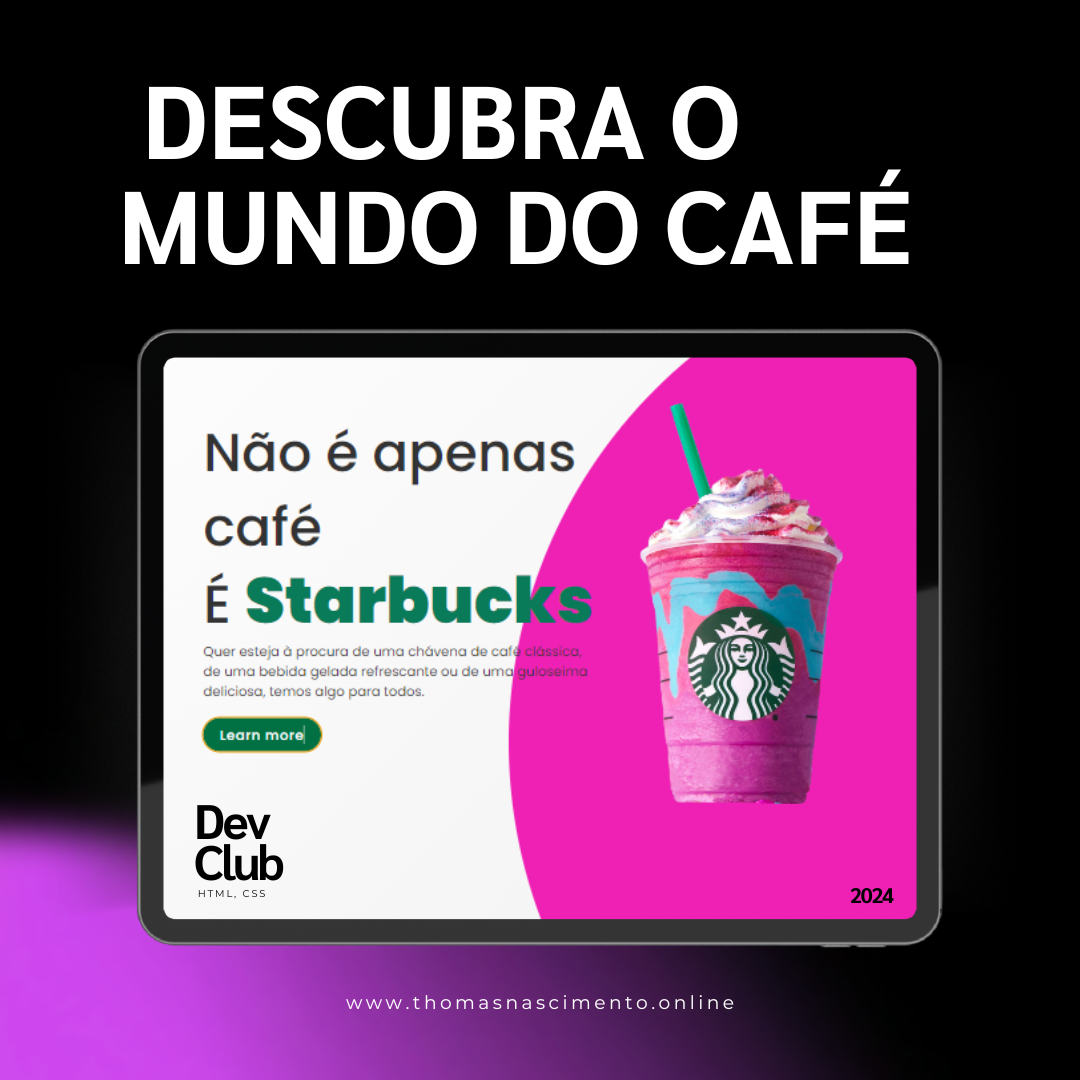 DESCUBRA O
MUNDO DO CAFÉ
Não é apenas
café
É Starbucks
Quer esteja à procura de uma chávena de café clássica,
de uma bebida gelada refrescante ou de uma guloseima
deliciosa, temos algo para todos.
Learn more
Dev
Club
HTML, CSS
2024
www.thomasnascimento.online